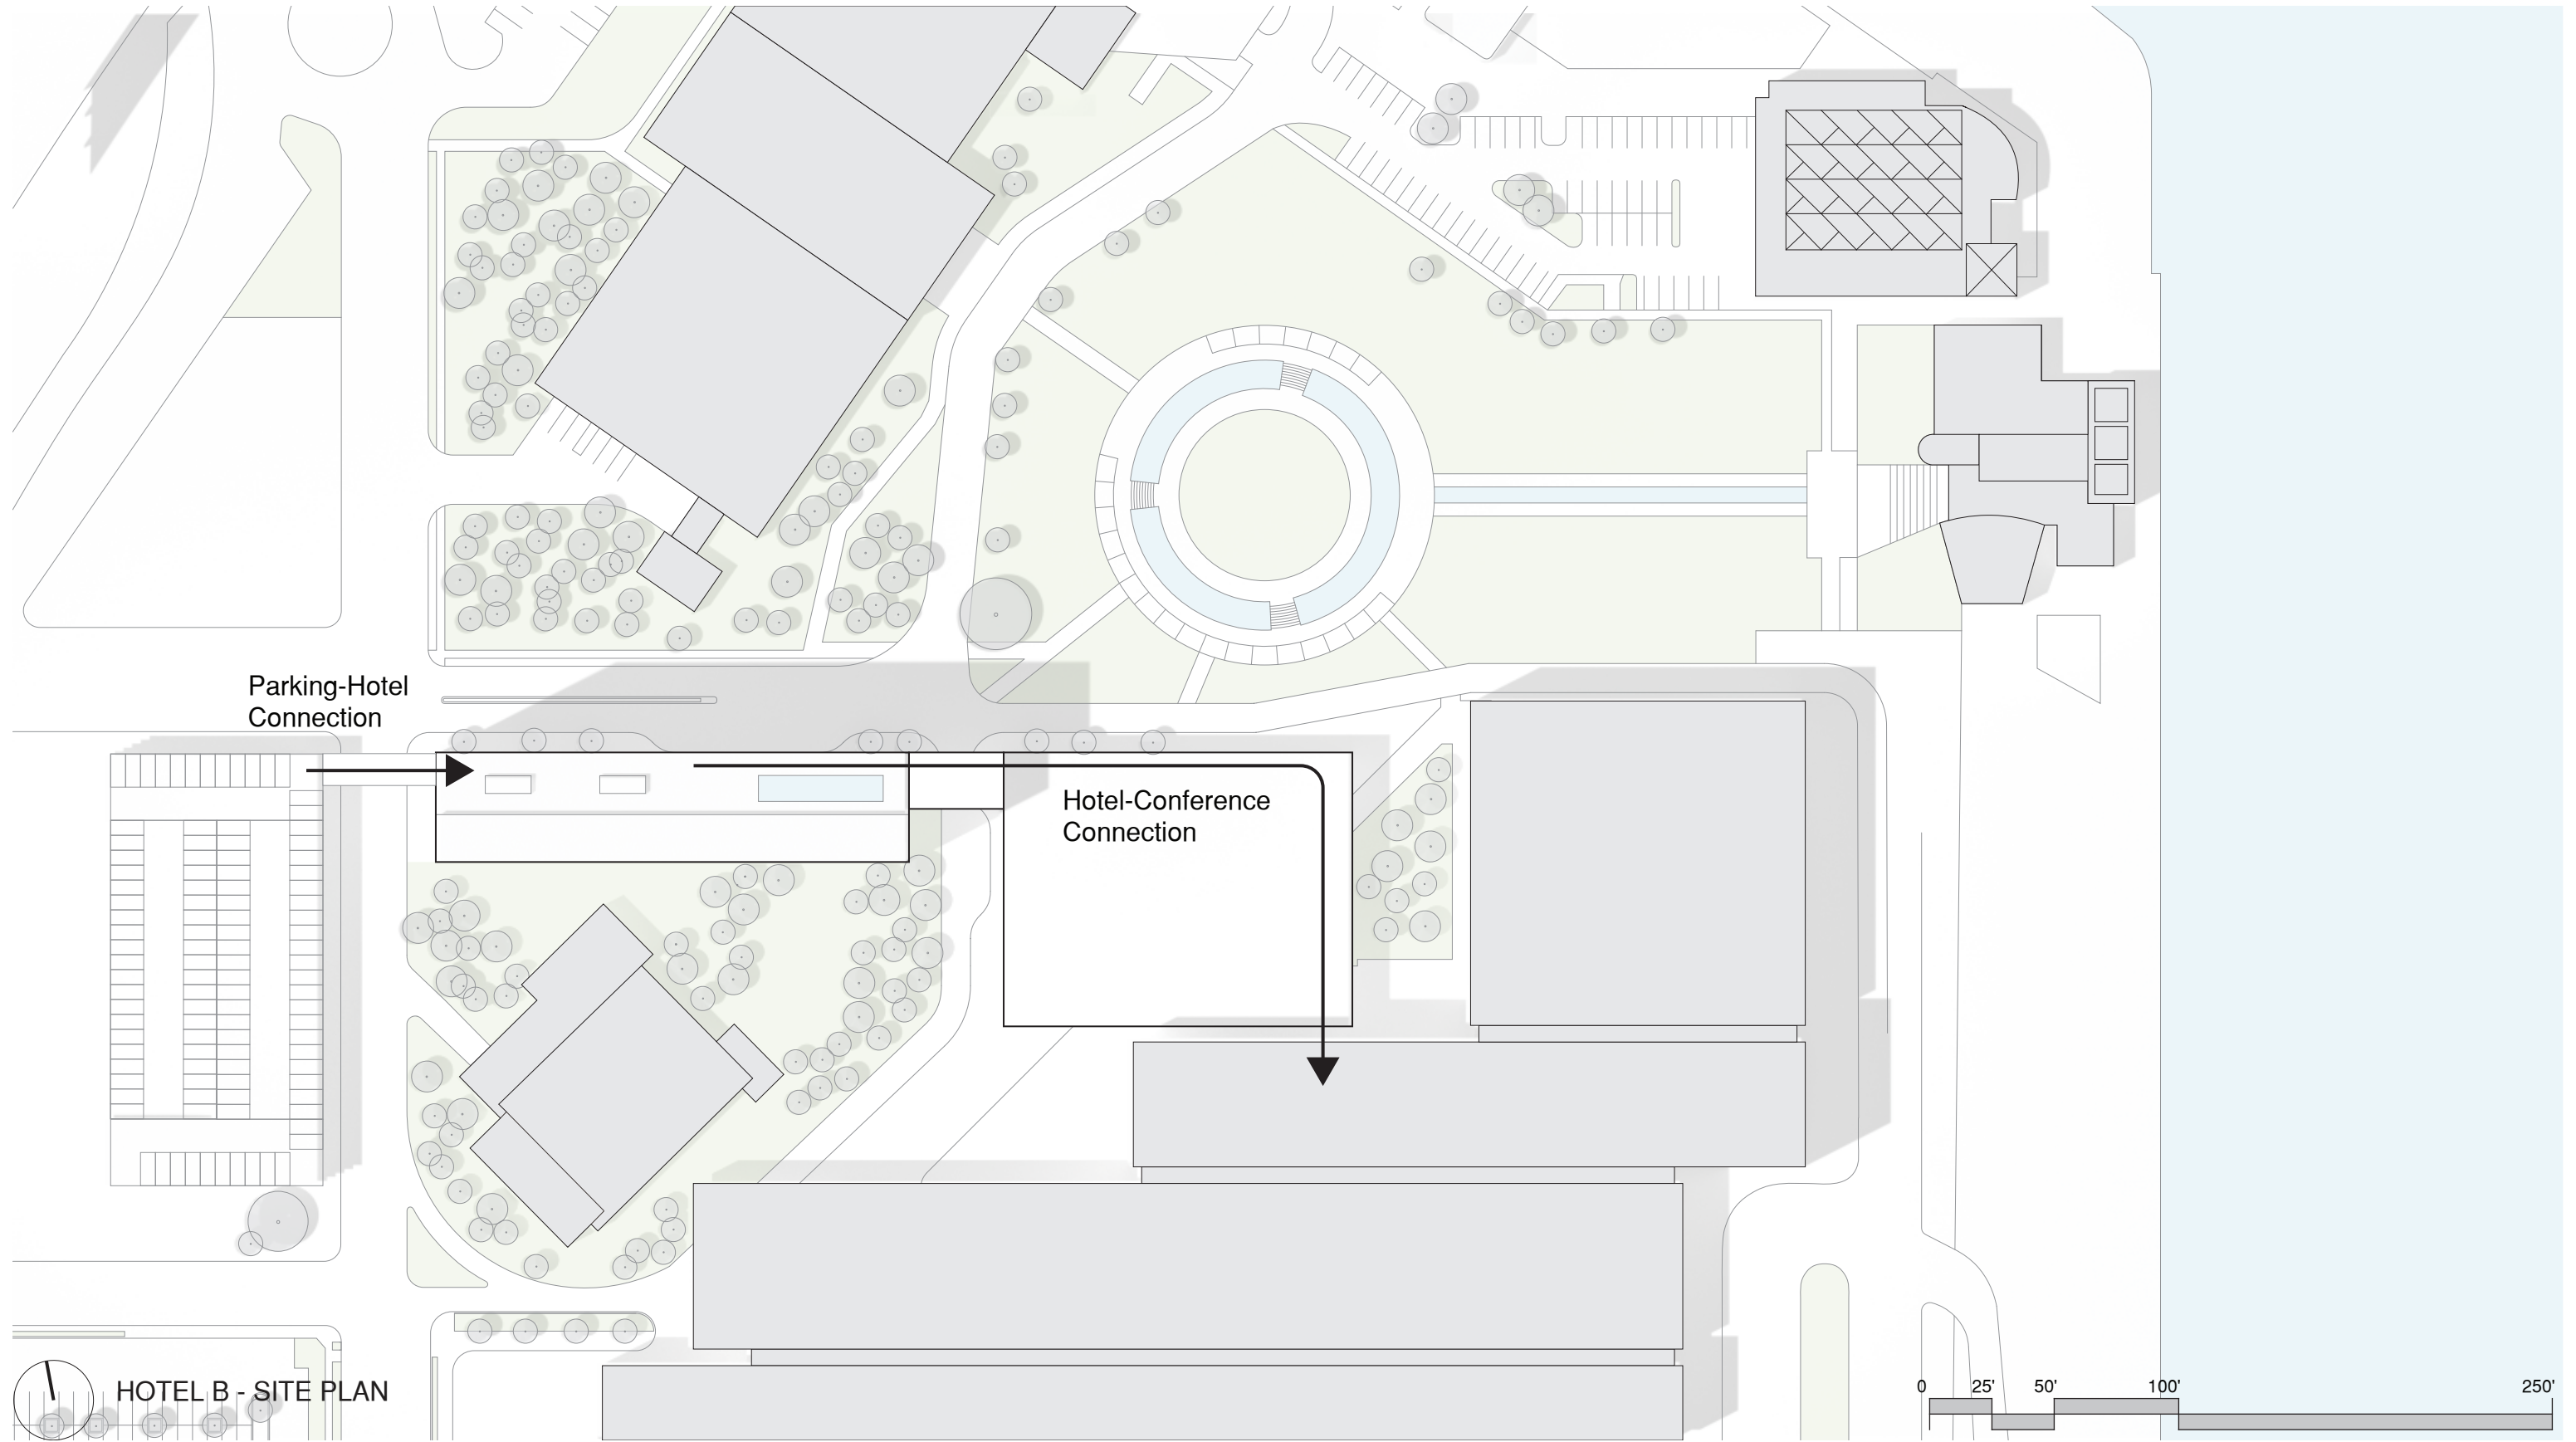 Parking-Hotel
Connection
Hotel-Conference
Connection
HOTEL B - SITE PLAN
0 25' 50' 100' 250'